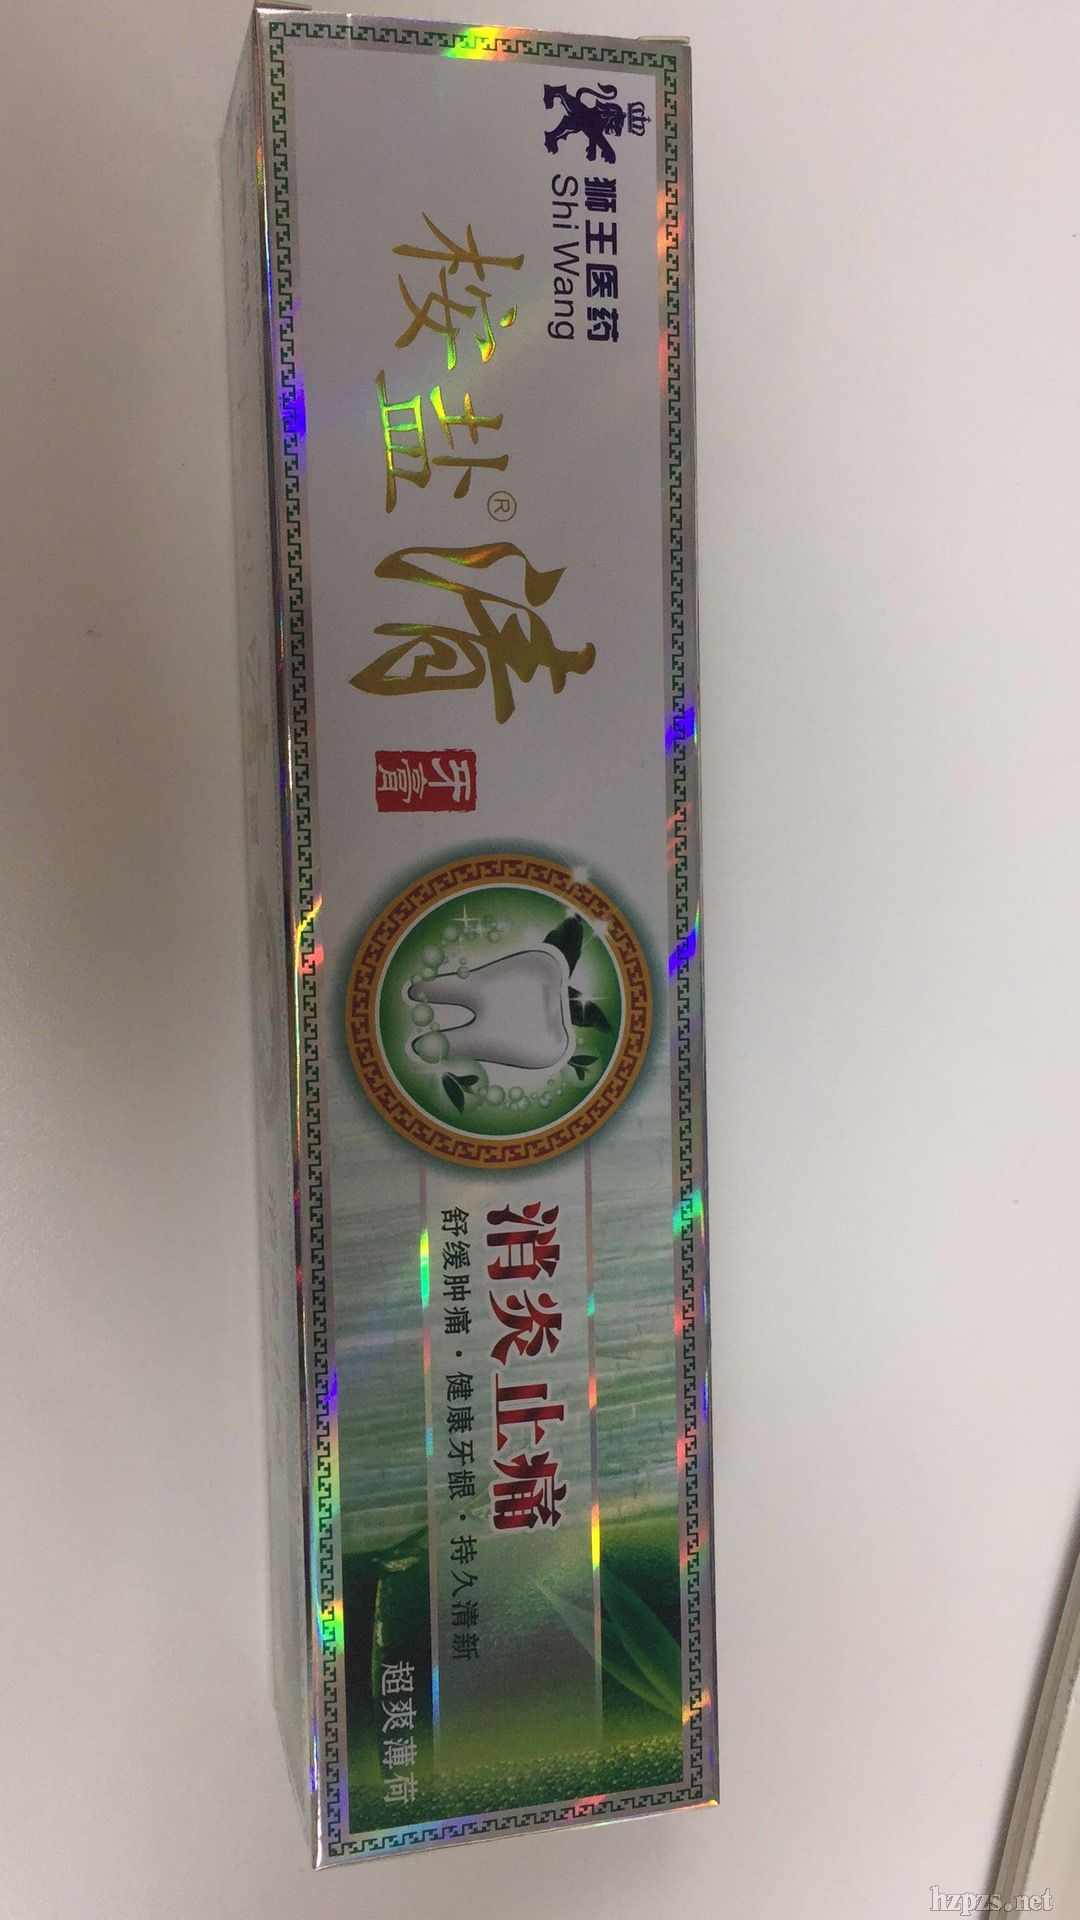 狮王医药
Shi Wang
桉盐®清
牙膏
消炎止痛
舒缓肿痛·健康牙龈·持久清新
超爽薄荷
hzpzs.net